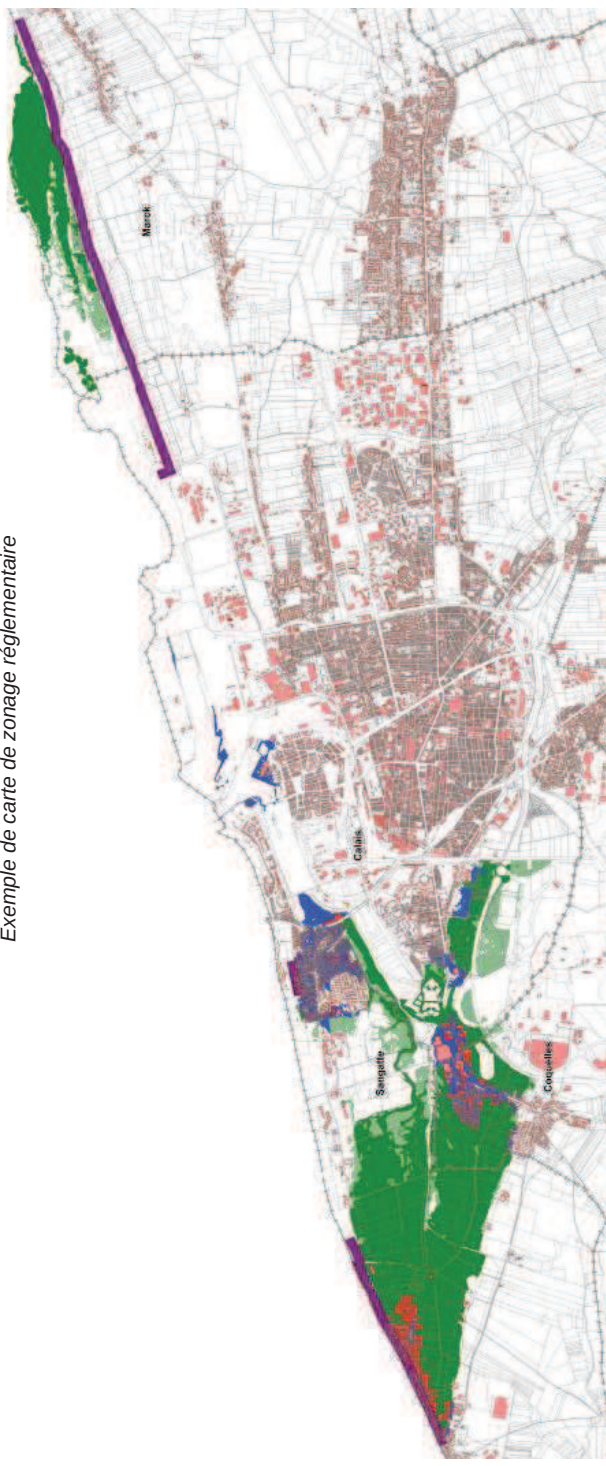 Exemple de carte de zonage réglementaire
Marck
Calais
Sangatte
Coquelles